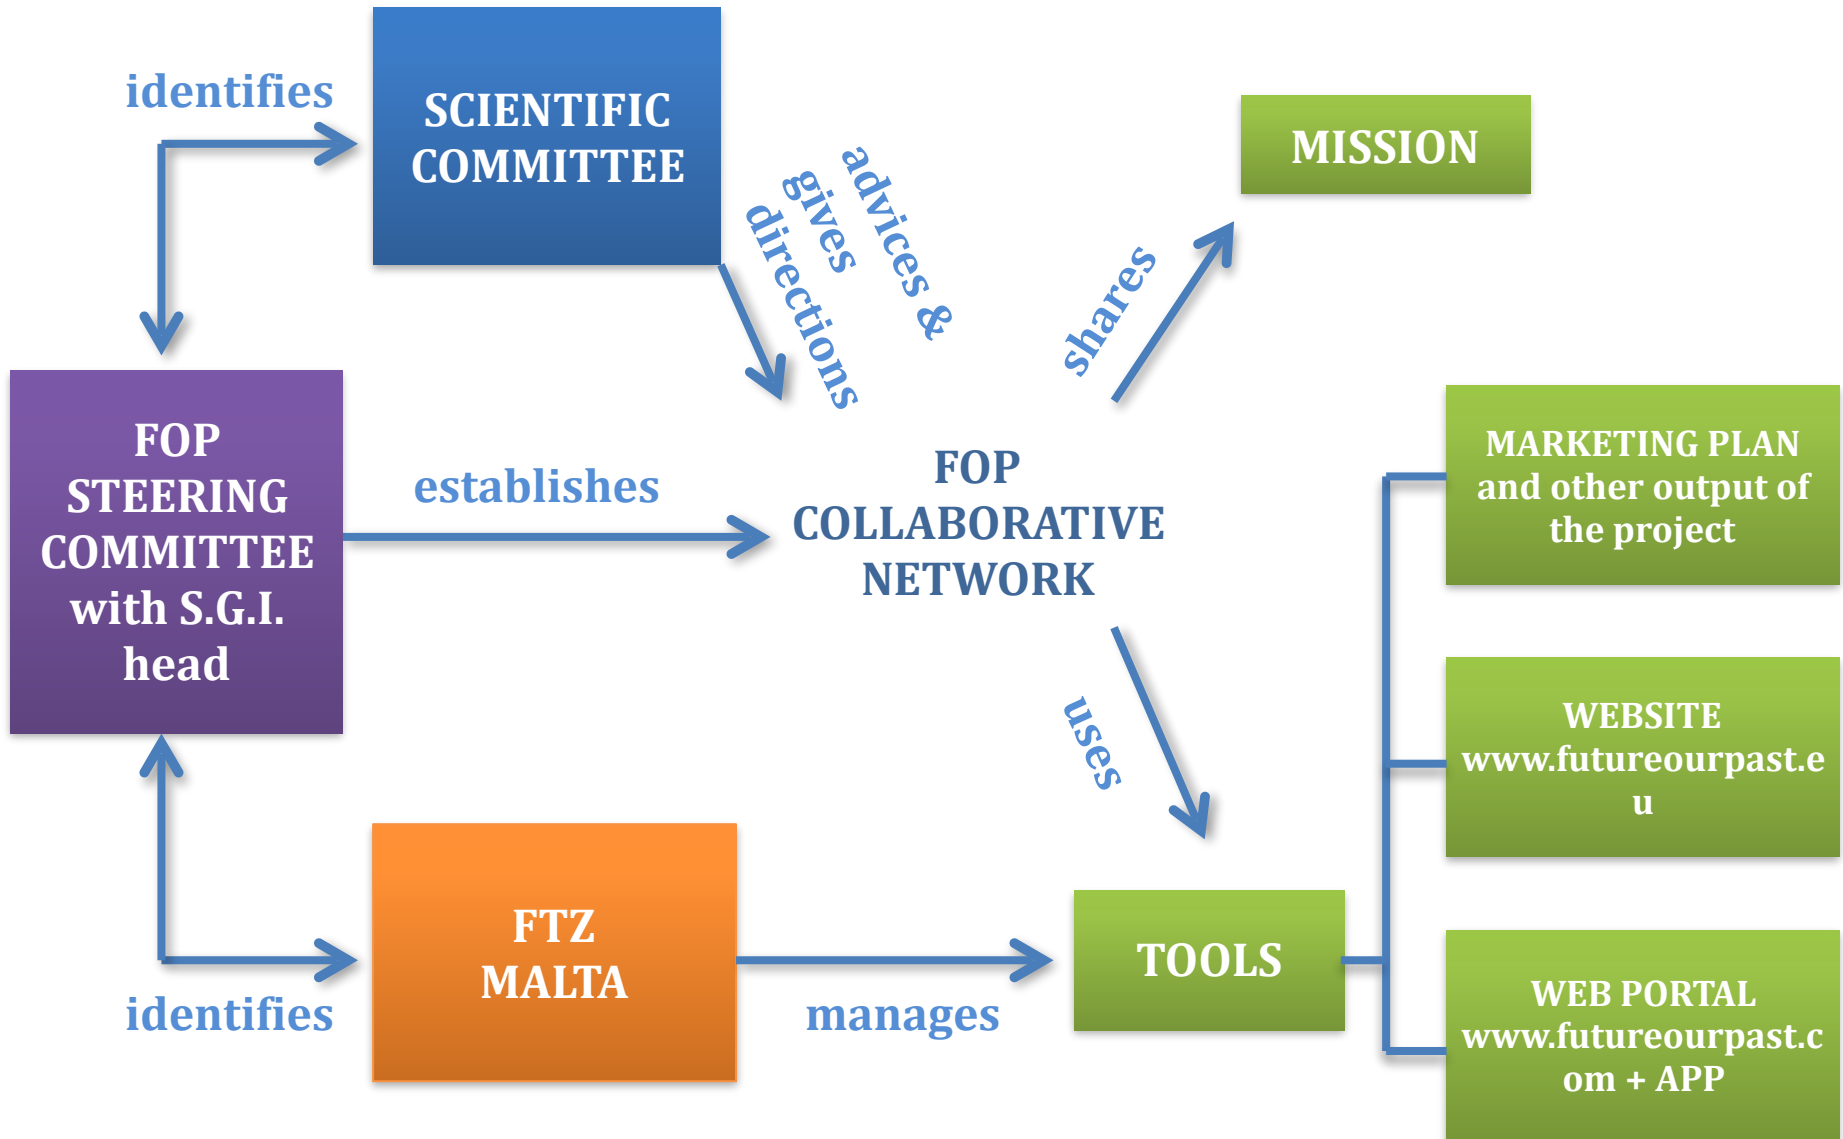 identifies
SCIENTIFIC
COMMITTEE
advices &
gives
directions
MISSION
shares
FOP
STEERING
COMMITTEE
with S.G.I.
head
establishes
FOP
COLLABORATIVE
NETWORK
MARKETING PLAN
and other output of
the project
uses
WEBSITE
www.futureourpast.e
u
identifies
FTZ
MALTA
manages
TOOLS
WEB PORTAL
www.futureourpast.c
om + APP